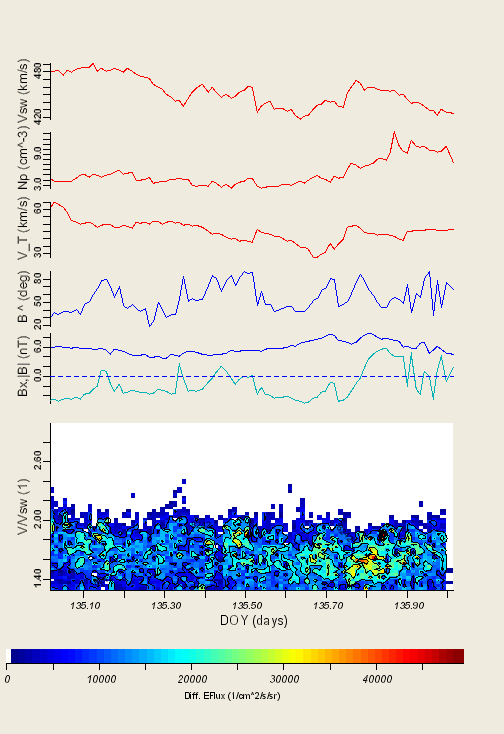 480
420
Vsw (km/s)
9.0
3.0
Np (cm^-3)
60
30
V_T (km/s)
80
50
20
B ^ (deg)
6.0
0.0
Bx,|B| (nT)
2.60
2.00
1.40
V/Vsw (1)
135.10 135.30 135.50 135.70 135.90
DOY (days)
0 10000 20000 30000 40000
Diff. EFlux (1/cm^2/s/sr)